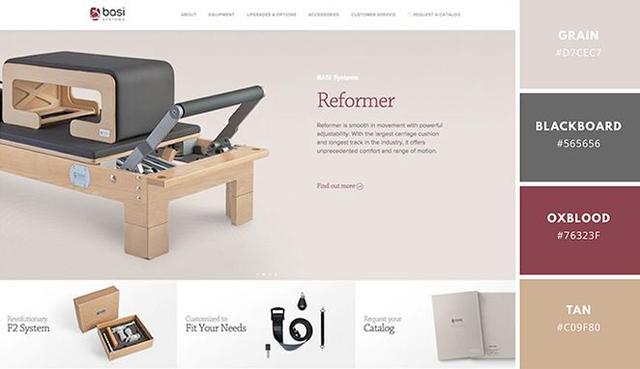 basi
SYSTEMS
ABOUT
EQUIPMENT
UPGRADES & OPTIONS
ACCESSORIES
CUSTOMER SERVICE
REQUEST A CATALOG
BASI Systems
Reformer
Reformer is smooth in movement with powerful
adjustability. With the largest carriage cushion
and longest track in the industry, it offers
unprecedented comfort and range of motion.
Find out more
Revolutionary
F2 System
Customized to
Fit Your Needs
Request your
Catalog
GRAIN
#D7CEC7
BLACKBOARD
#565656
OXBLOOD
#76323F
TAN
#C09F80